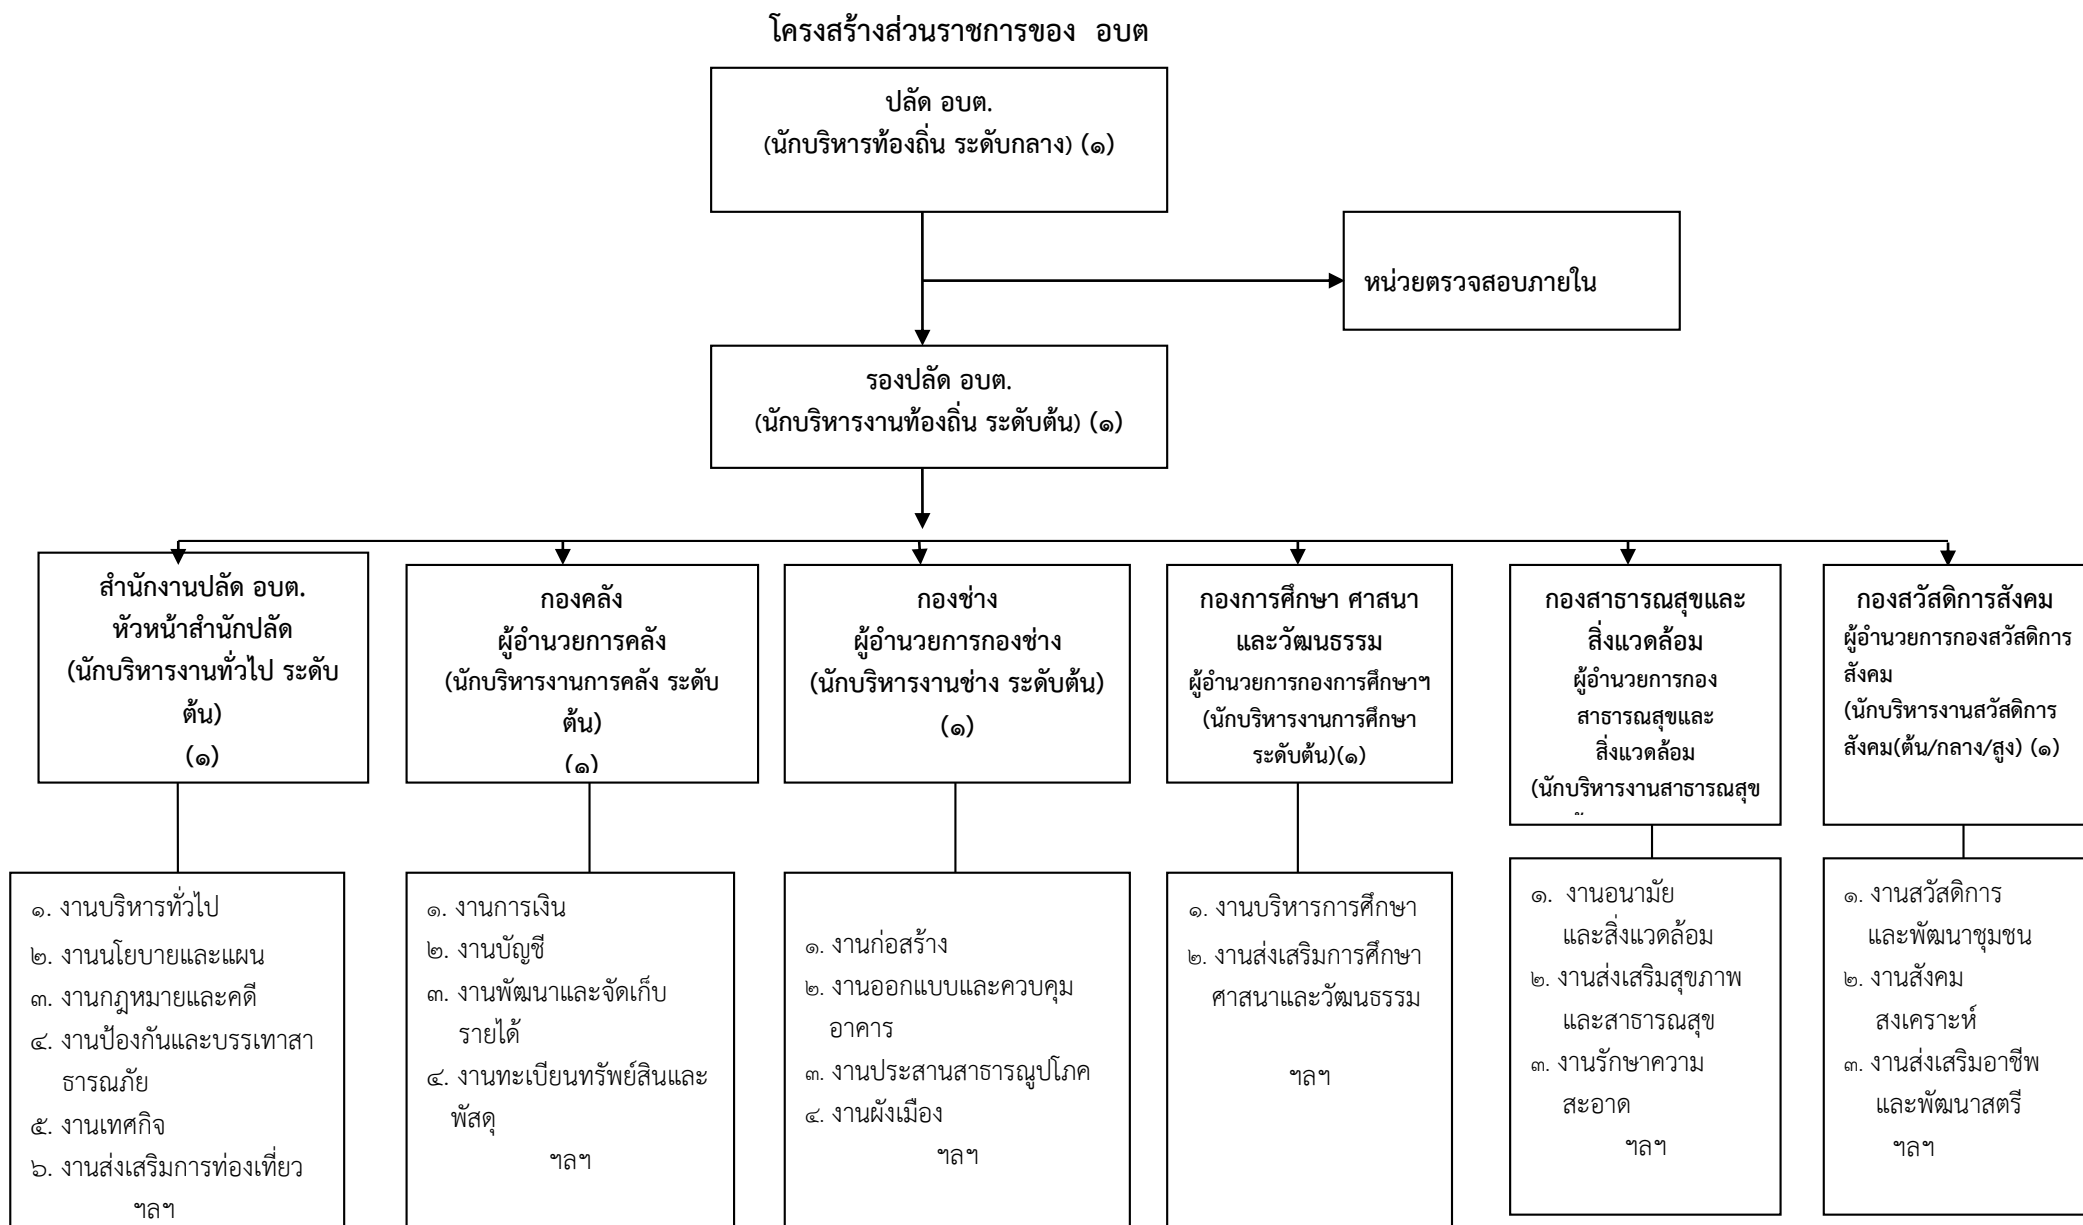 โครงสร้างส่วนราชการของ อบต
ปลัด อบต.
(นักบริหารท้องถิ่น ระดับกลาง) (๑)
หน่วยตรวจสอบภายใน
รองปลัด อบต.
(นักบริหารงานท้องถิ่น ระดับต้น) (๑)
สำนักงานปลัด อบต.
หัวหน้าสำนักปลัด
(นักบริหารงานทั่วไป ระดับ
ต้น)
(๑)
กองคลัง
ผู้อำนวยการคลัง
(นักบริหารงานการคลัง ระดับ
ต้น)
(๑)
กองช่าง
ผู้อำนวยการกองช่าง
(นักบริหารงานช่าง ระดับต้น)
(๑)
กองการศึกษา ศาสนา
และวัฒนธรรม
ผู้อำนวยการกองการศึกษาฯ
(นักบริหารงานการศึกษา
ระดับต้น)(๑)
กองสาธารณสุขและ
สิ่งแวดล้อม
ผู้อำนวยการกอง
สาธารณสุขและ
สิ่งแวดล้อม
(นักบริหารงานสาธารณสุข
กองสวัสดิการสังคม
ผู้อำนวยการกองสวัสดิการ
สังคม
(นักบริหารงานสวัสดิการ
สังคม(ต้น/กลาง/สูง) (๑)
๑. งานบริหารทั่วไป
๒. งานนโยบายและแผน
๓. งานกฎหมายและคดี
๔. งานป้องกันและบรรเทาสา
ธารณภัย
๕. งานเทศกิจ
๖. งานส่งเสริมการท่องเที่ยว
ฯลฯ
๑. งานการเงิน
๒. งานบัญชี
๓. งานพัฒนาและจัดเก็บ
รายได้
๔. งานทะเบียนทรัพย์สินและ
พัสดุ
ฯลฯ
๑. งานก่อสร้าง
๒. งานออกแบบและควบคุม
อาคาร
๓. งานประสานสาธารณูปโภค
๔. งานผังเมือง
ฯลฯ
๑. งานบริหารการศึกษา
๒. งานส่งเสริมการศึกษา
ศาสนาและวัฒนธรรม
ฯลฯ
๑. งานอนามัย
และสิ่งแวดล้อม
๒. งานส่งเสริมสุขภาพ
และสาธารณสุข
๓. งานรักษาความ
สะอาด
ฯลฯ
๑. งานสวัสดิการ
และพัฒนาชุมชน
๒. งานสังคม
สงเคราะห์
๓. งานส่งเสริมอาชีพ
และพัฒนาสตรี
ฯลฯ